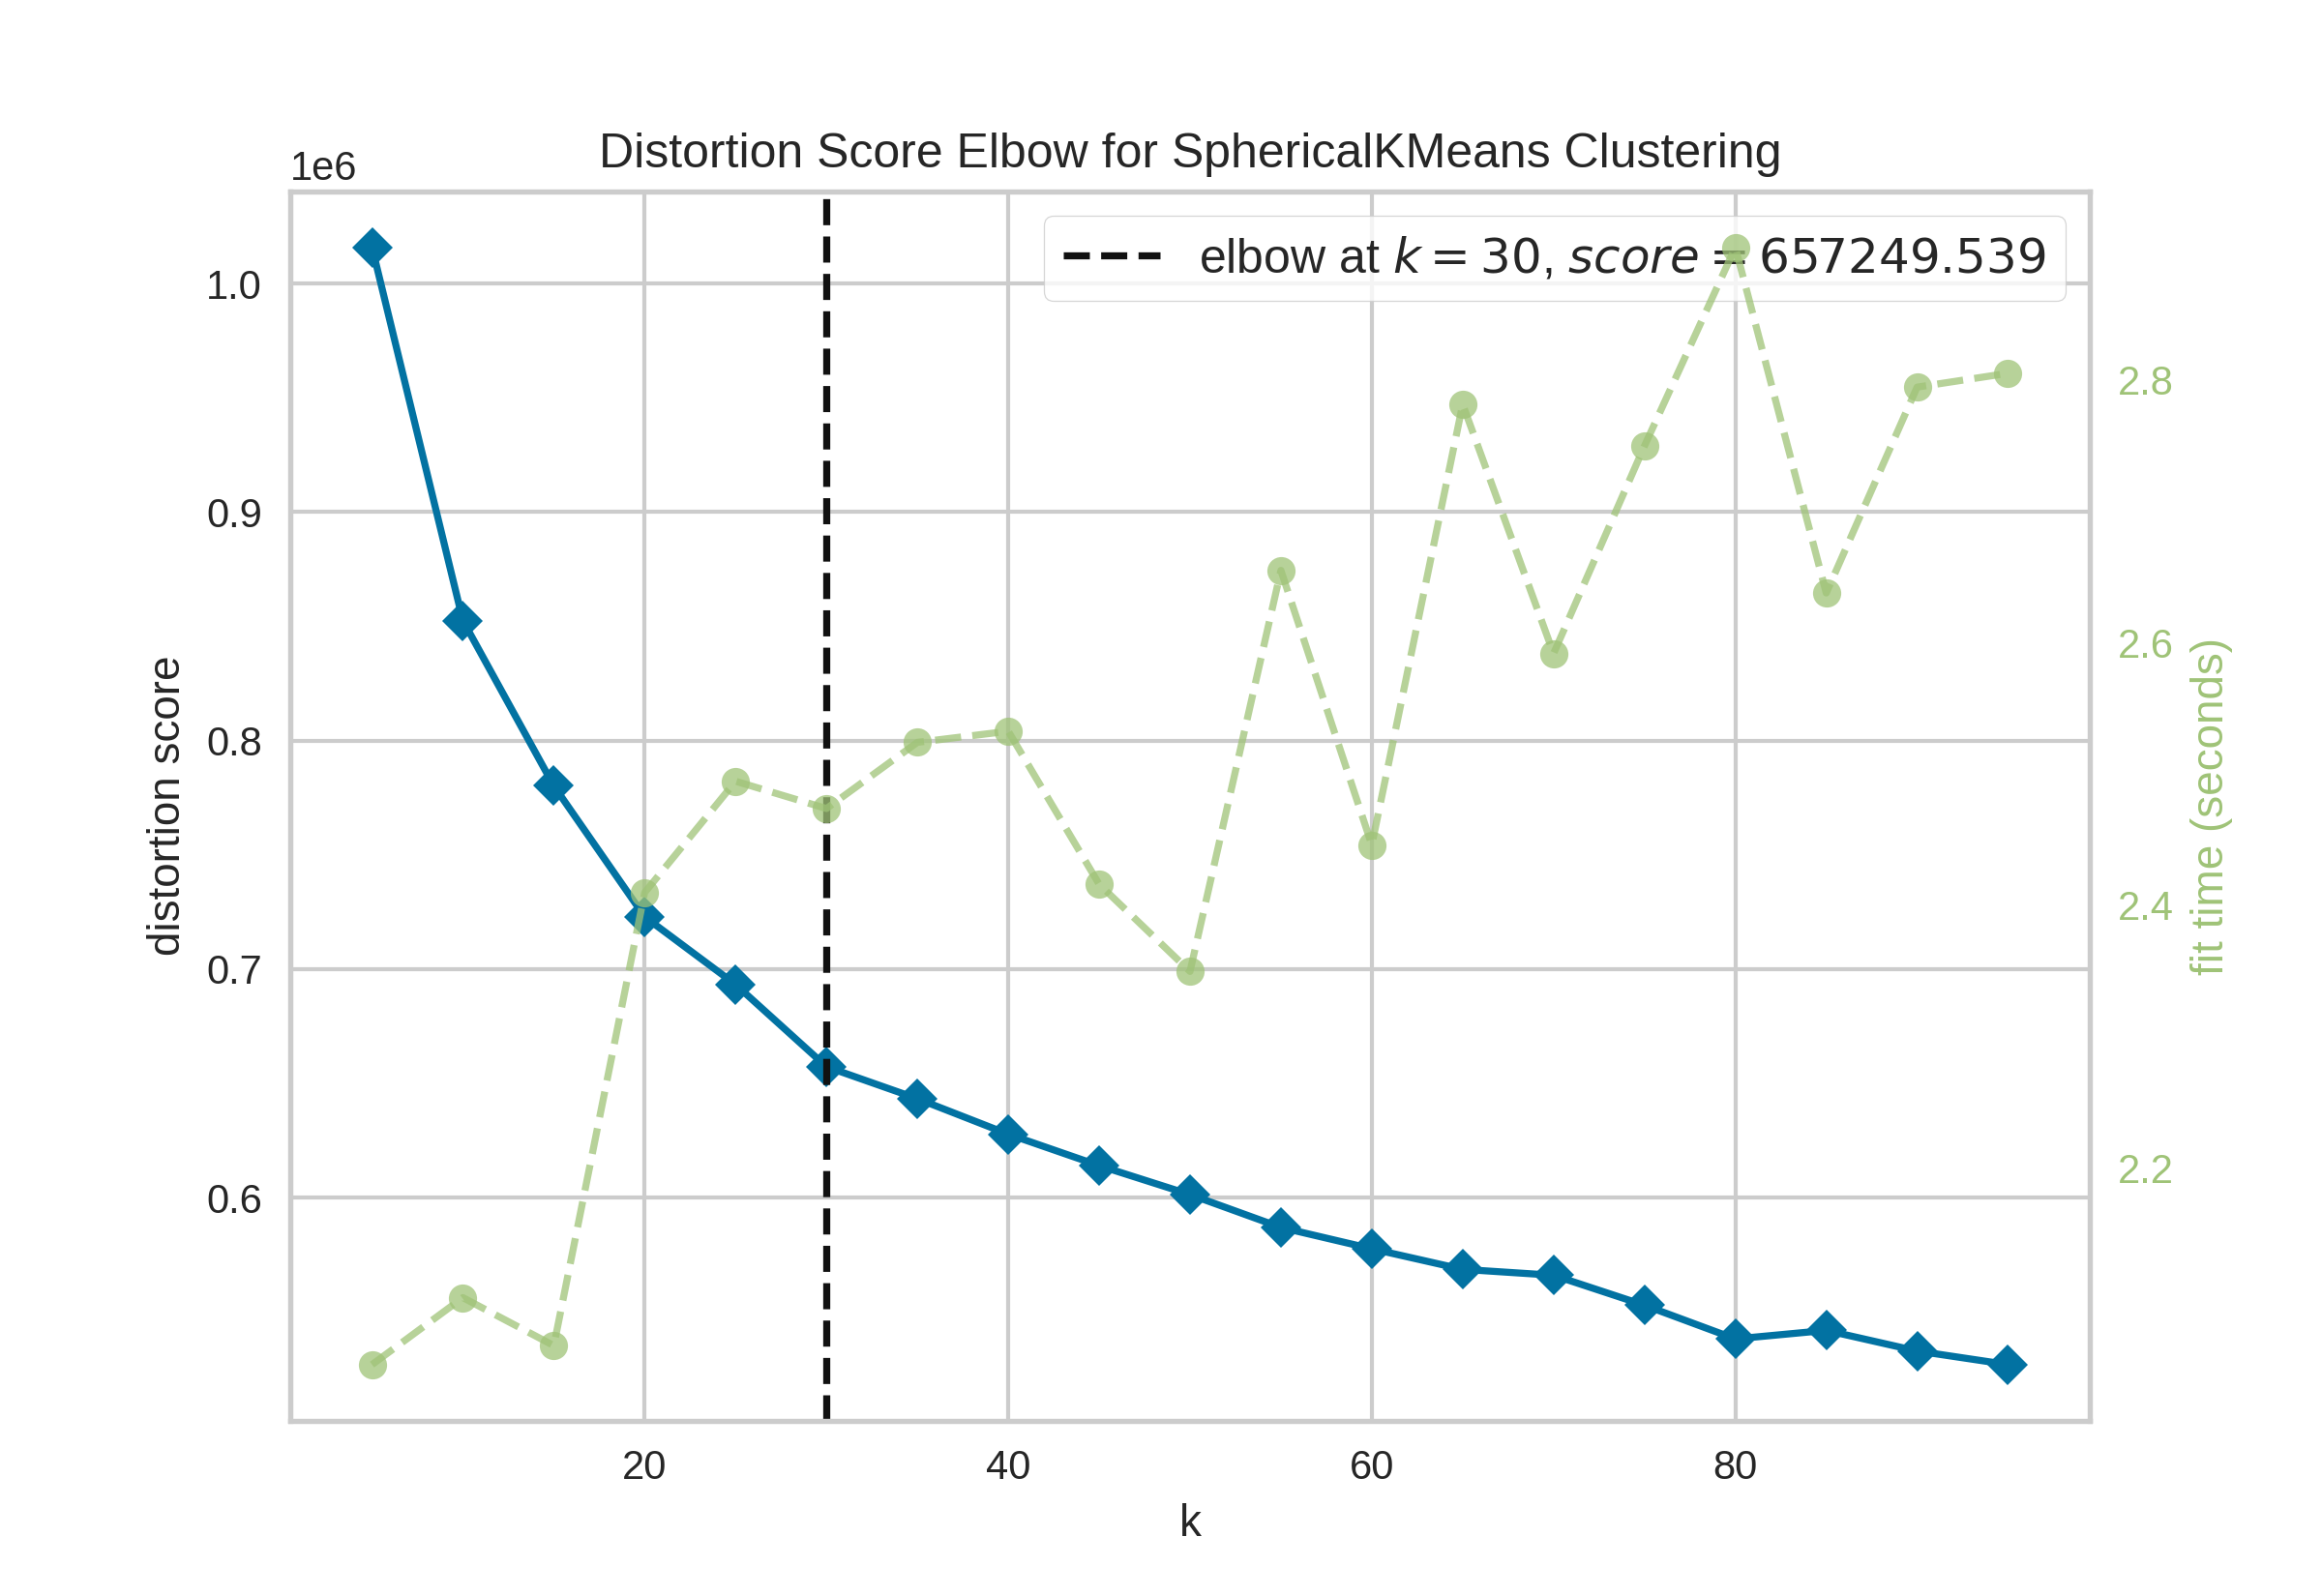 Distortion Score Elbow for SphericalKMeans Clustering
1e6
elbow at k = 30, score = 657249.539
1.0
0.9
0.8
0.7
0.6
distortion score
2.8
2.6
2.4
2.2
fit time (seconds)
20 40 60 80
k